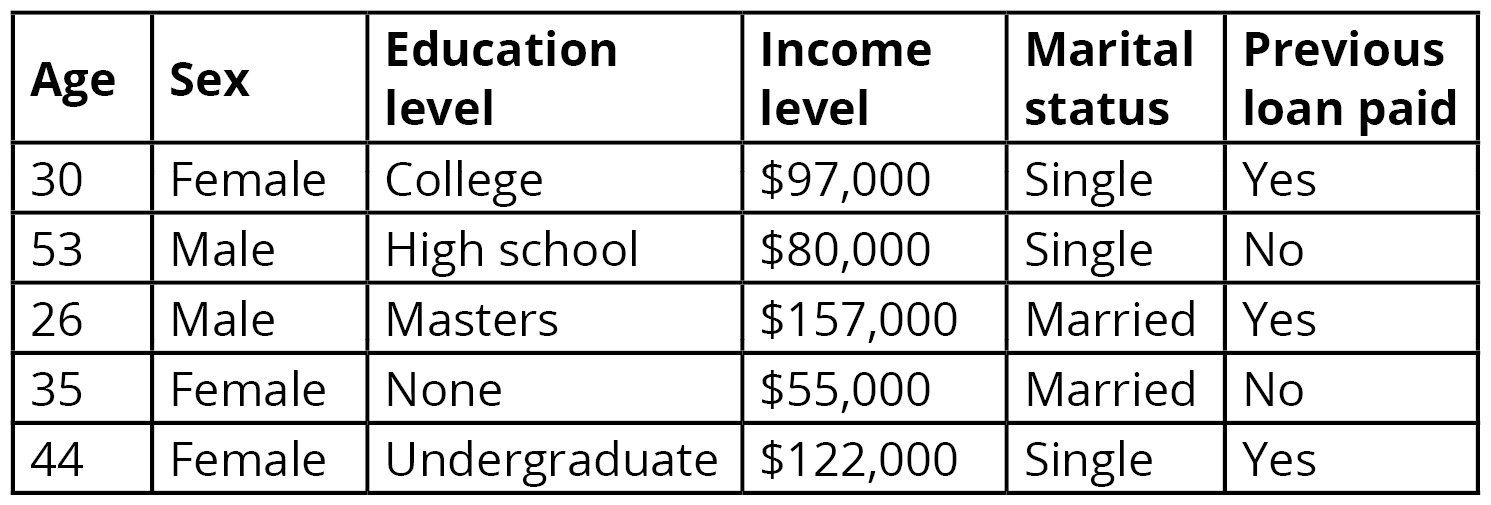 Age Sex Education level Income level Marital status Previous loan paid
30 Female College $97,000 Single Yes
53 Male High school $80,000 Single No
26 Male Masters $157,000 Married Yes
35 Female None $55,000 Married No
44 Female Undergraduate $122,000 Single Yes